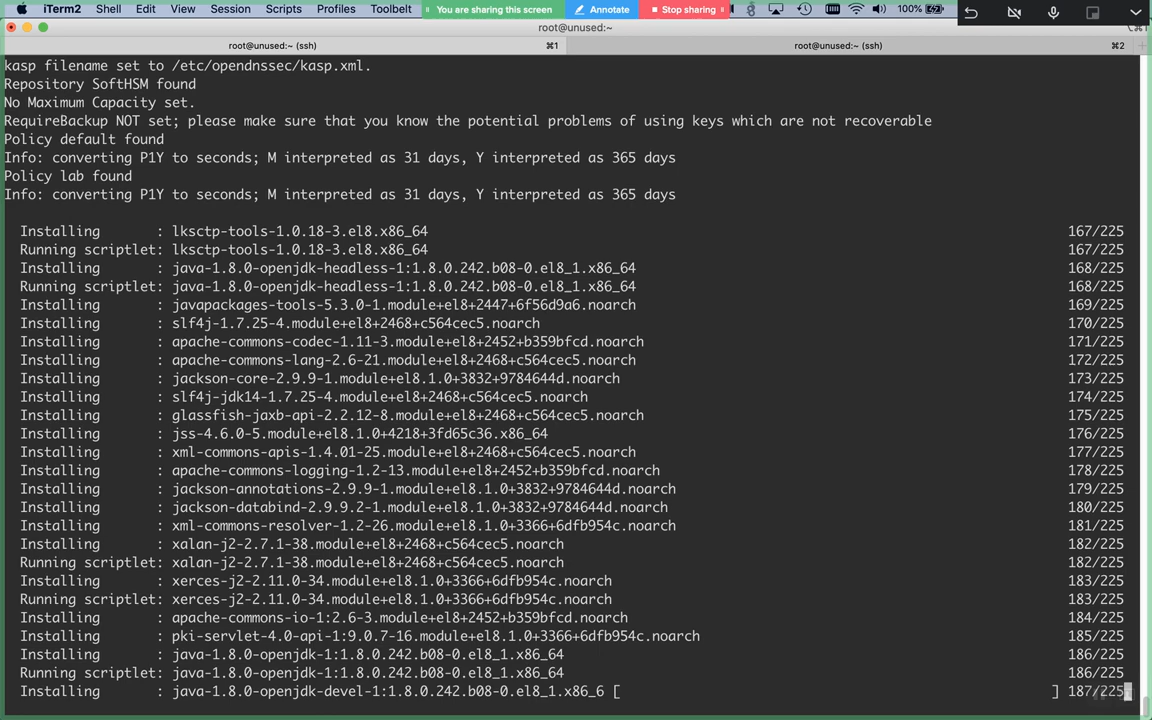 iTerm2 Shell Edit View Session Scripts Profiles Toolbelt You are sharing this screen Annotate Stop sharing 100%
root@unused:~ (ssh)
root@unused:~ (ssh) ⌘1 root@unused:~ (ssh) ⌘2
kasp filename set to /etc/opendnssec/kasp.xml.
Repository SoftHSM found
No Maximum Capacity set.
RequireBackup NOT set; please make sure that you know the potential problems of using keys which are not recoverable
Policy default found
Info: converting P1Y to seconds; M interpreted as 31 days, Y interpreted as 365 days
Policy lab found
Info: converting P1Y to seconds; M interpreted as 31 days, Y interpreted as 365 days
Installing : lksctp-tools-1.0.18-3.el8.x86_64 167/225
Running scriptlet: lksctp-tools-1.0.18-3.el8.x86_64 167/225
Installing : java-1.8.0-openjdk-headless-1:1.8.0.242.b08-0.el8_1.x86_64 168/225
Running scriptlet: java-1.8.0-openjdk-headless-1:1.8.0.242.b08-0.el8_1.x86_64 168/225
Installing : javapackages-tools-5.3.0-1.module+el8+2447+6f56d9a6.noarch 169/225
Installing : slf4j-1.7.25-4.module+el8+2468+c564cec5.noarch 170/225
Installing : apache-commons-codec-1.11-3.module+el8+2452+b359bfcd.noarch 171/225
Installing : apache-commons-lang-2.6-21.module+el8+2468+c564cec5.noarch 172/225
Installing : jackson-core-2.9.9-1.module+el8.1.0+3832+9784644d.noarch 173/225
Installing : slf4j-jdk14-1.7.25-4.module+el8+2468+c564cec5.noarch 174/225
Installing : glassfish-jaxb-api-2.2.12-8.module+el8+2468+c564cec5.noarch 175/225
Installing : jss-4.6.0-5.module+el8.1.0+4218+3fd65c36.x86_64 176/225
Installing : xml-commons-apis-1.4.01-25.module+el8+2468+c564cec5.noarch 177/225
Installing : apache-commons-logging-1.2-13.module+el8+2452+b359bfcd.noarch 178/225
Installing : jackson-annotations-2.9.9-1.module+el8.1.0+3832+9784644d.noarch 179/225
Installing : jackson-databind-2.9.9.2-1.module+el8.1.0+3832+9784644d.noarch 180/225
Installing : xml-commons-resolver-1.2-26.module+el8.1.0+3366+6dfb954c.noarch 181/225
Installing : xalan-j2-2.7.1-38.module+el8+2468+c564cec5.noarch 182/225
Running scriptlet: xalan-j2-2.7.1-38.module+el8+2468+c564cec5.noarch 182/225
Installing : xerces-j2-2.11.0-34.module+el8.1.0+3366+6dfb954c.noarch 183/225
Running scriptlet: xerces-j2-2.11.0-34.module+el8.1.0+3366+6dfb954c.noarch 183/225
Installing : apache-commons-io-1:2.6-3.module+el8+2452+b359bfcd.noarch 184/225
Installing : pki-servlet-4.0-api-1:9.0.7-16.module+el8.1.0+3366+6dfb954c.noarch 185/225
Installing : java-1.8.0-openjdk-1:1.8.0.242.b08-0.el8_1.x86_64 186/225
Running scriptlet: java-1.8.0-openjdk-1:1.8.0.242.b08-0.el8_1.x86_64 186/225
Installing : java-1.8.0-openjdk-devel-1:1.8.0.242.b08-0.el8_1.x86_6 [ ] 187/225